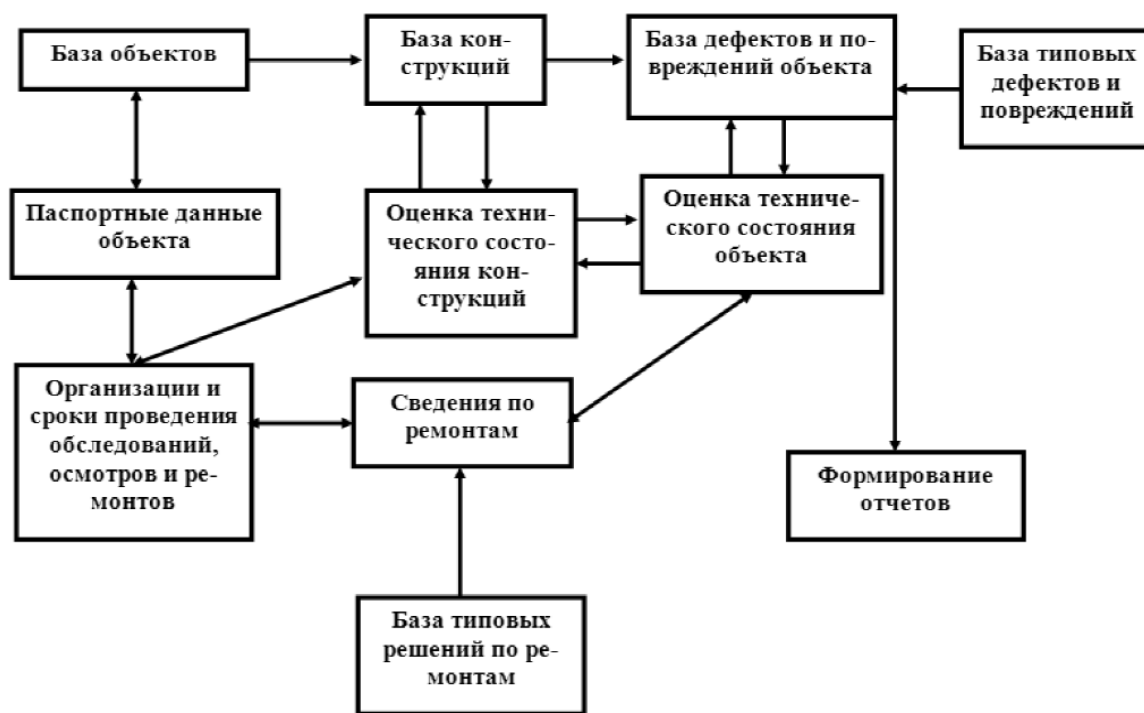 База объектов
База кон-
струкций
База дефектов и по-
вреждений объекта
База типовых
дефектов и
повреждений
Паспортные данные
объекта
Оценка техни-
ческого состо-
яния кон-
струкций
Оценка техниче-
ского состояния
объекта
Организации и
сроки проведения
обследований,
осмотров и ре-
монтов
Сведения по
ремонтам
Формирование
отчетов
База типовых
решений по ре-
монтам